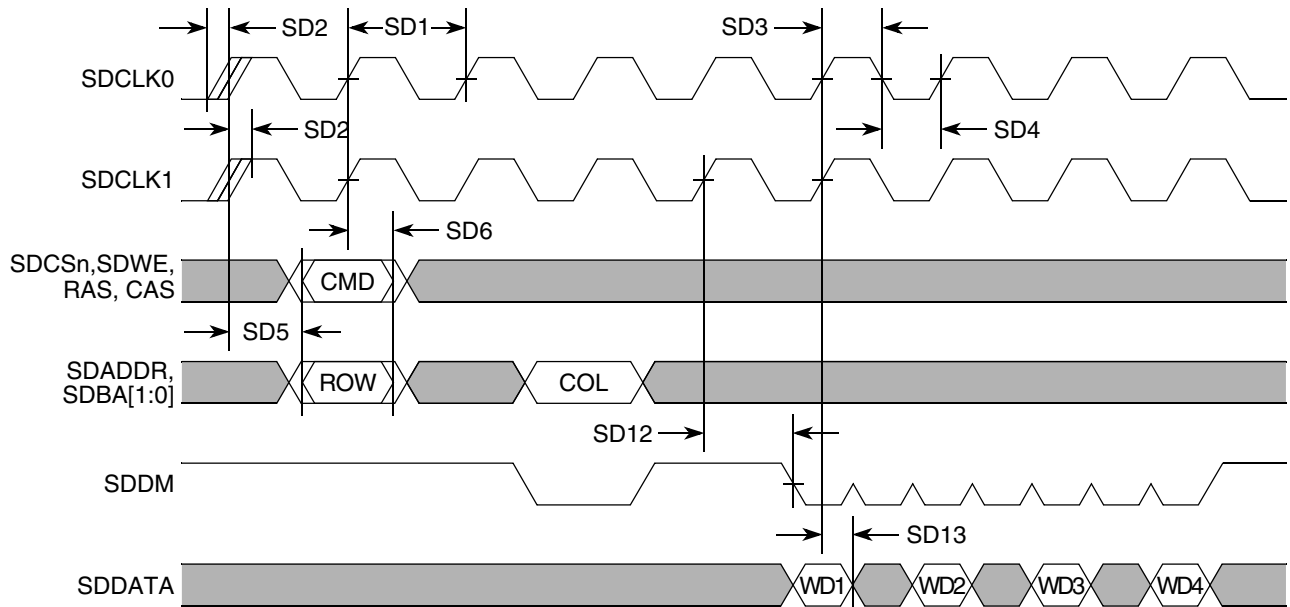 SD2
SD1
SD3
SDCLK0
SD2
SD4
SDCLK1
SD6
SDCSn,SDWE,
RAS, CAS
CMD
SD5
SDADDR,
SDBA[1:0]
ROW
COL
SD12
SDDM
SD13
SDDATA
WD1
WD2
WD3
WD4